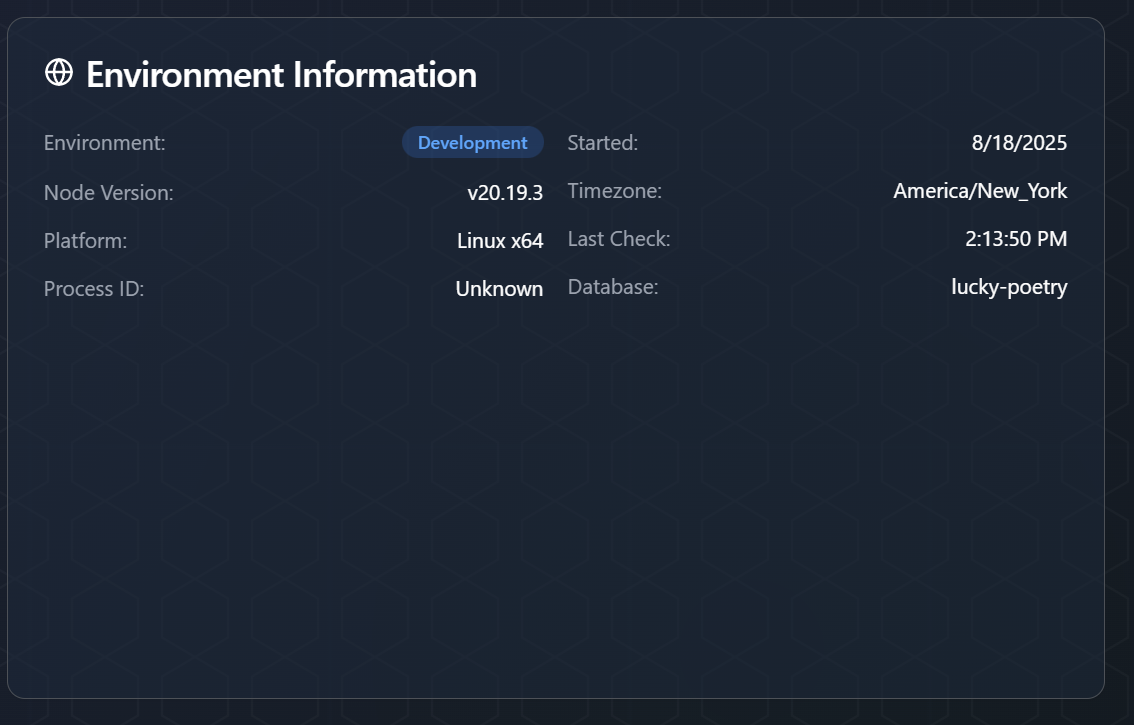 Environment Information
Environment: Development
Node Version: v20.19.3
Platform: Linux x64
Process ID: Unknown
Started: 8/18/2025
Timezone: America/New_York
Last Check: 2:13:50 PM
Database: lucky-poetry